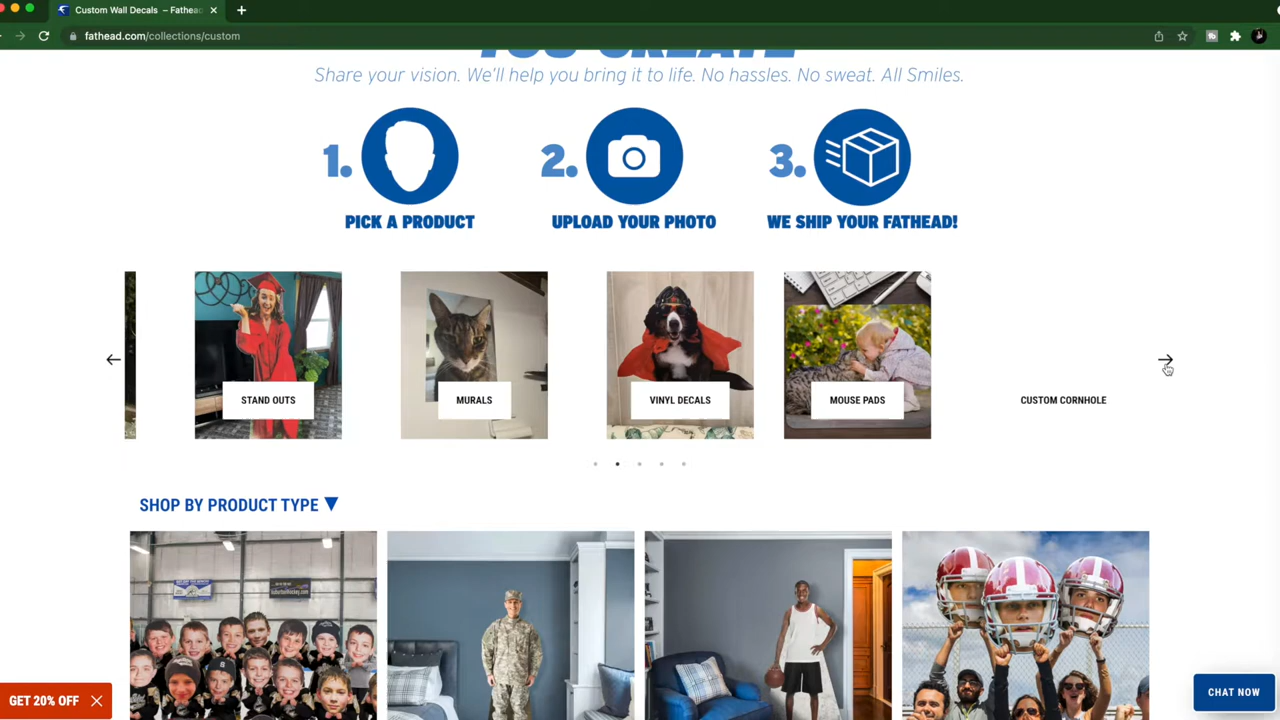 Custom Wall Decals – Fathead
fathead.com/collections/custom
YOU CREATE
Share your vision. We'll help you bring it to life. No hassles. No sweat. All Smiles.
1.
2.
3.
PICK A PRODUCT
UPLOAD YOUR PHOTO
WE SHIP YOUR FATHEAD!
STAND OUTS
MURALS
VINYL DECALS
MOUSE PADS
CUSTOM CORNHOLE
SHOP BY PRODUCT TYPE
GET 20% OFF
CHAT NOW